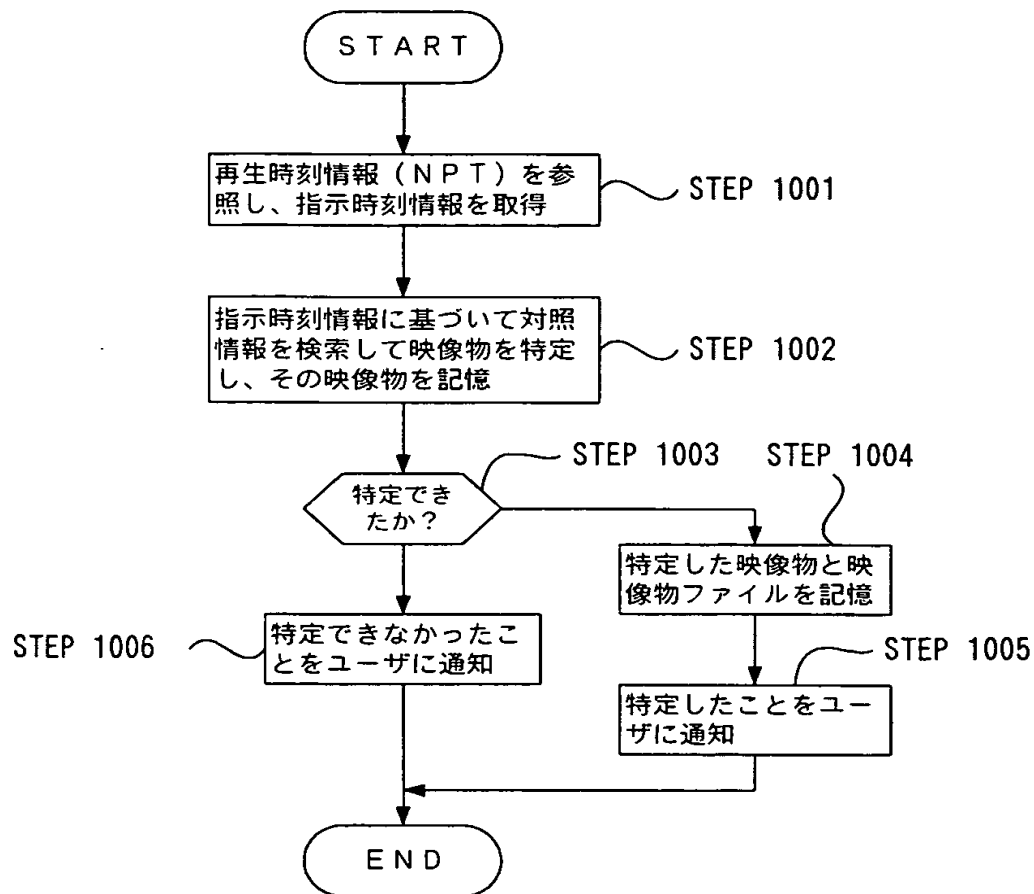 ＳＴＡＲＴ
再生時刻情報（ＮＰＴ）を参
照し、指示時刻情報を取得
STEP 1001
指示時刻情報に基づいて対照
情報を検索して映像物を特定
し、その映像物を記憶
STEP 1002
特定でき
たか？
STEP 1003
STEP 1004
特定した映像物と映
像物ファイルを記憶
STEP 1006
特定できなかったこ
とをユーザに通知
STEP 1005
特定したことをユー
ザに通知
ＥＮＤ